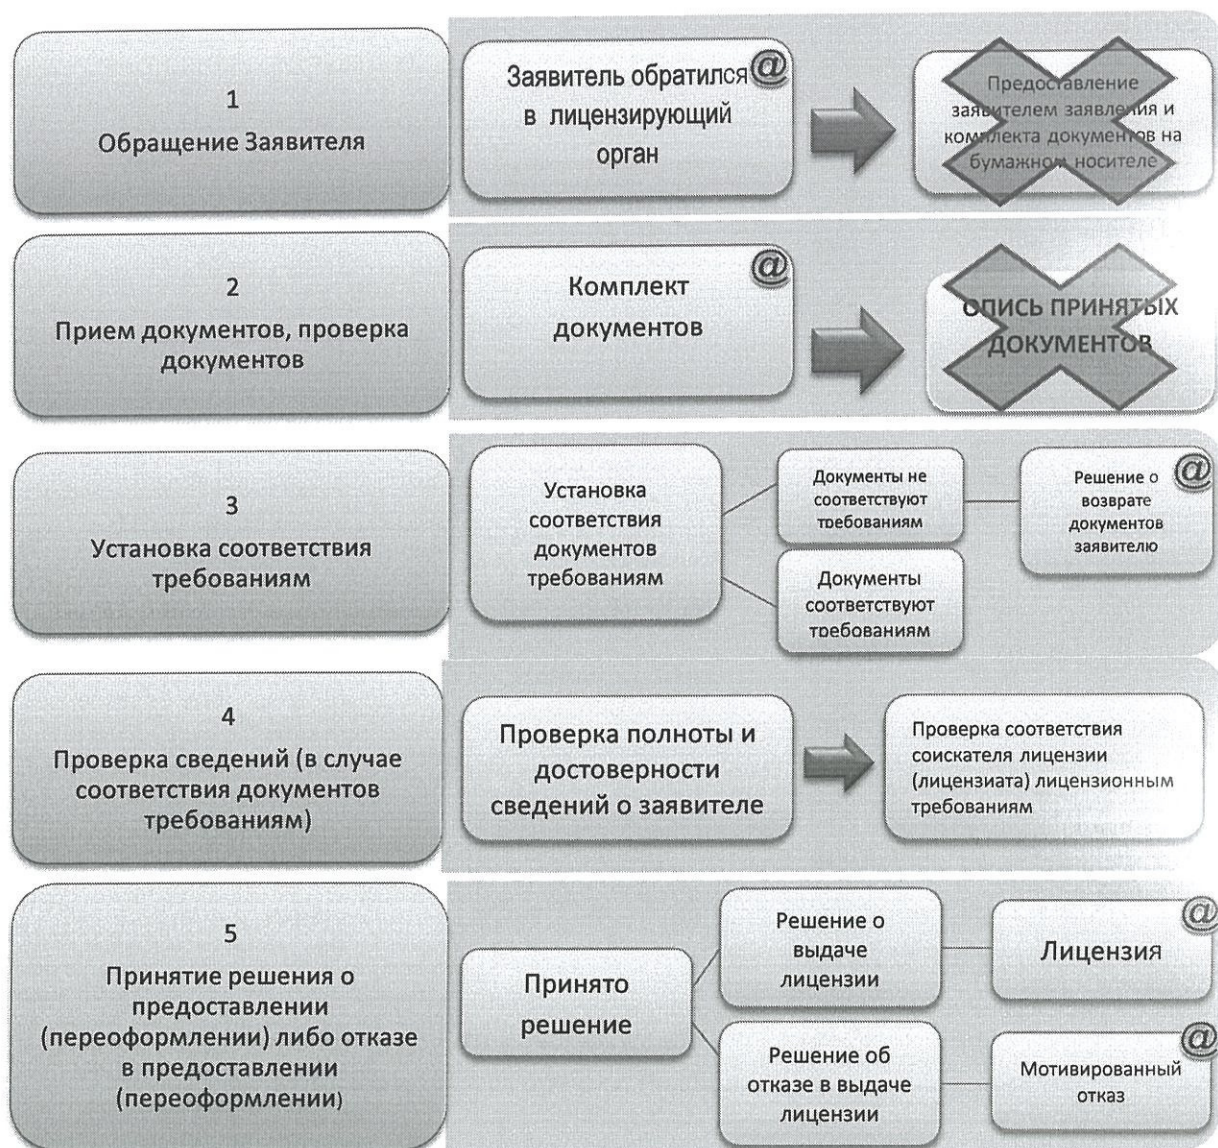 1
Обращение Заявителя
Заявитель обратился
в лицензирующий
орган
@
Предоставление
заявителем заявления и
комплекта документов на
бумажном носителе
2
Прием документов, проверка
документов
Комплект
документов
@
ОПИСЬ ПРИНЯТЫХ
ДОКУМЕНТОВ
3
Установка соответствия
требованиям
Установка
соответствия
документов
требованиям
Документы не
соответствуют
требованиям
Решение о
возврате
документов
заявителю
@
Документы
соответствуют
требованиям
4
Проверка сведений (в случае
соответствия документов
требованиям)
Проверка полноты и
достоверности
сведений о заявителе
Проверка соответствия
соискателя лицензии
(лицензиата) лицензионным
требованиям
5
Принятие решения о
предоставлении
(переоформлении) либо отказе
в предоставлении
(переоформлении)
Принято
решение
Решение о
выдаче
лицензии
Лицензия
@
Решение об
отказе в выдаче
лицензии
Мотивированный
отказ
@